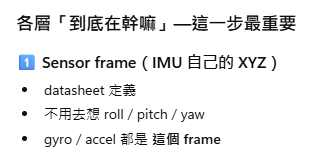 各層「到底在幹嘛」—這一步最重要
1️⃣ Sensor frame（IMU 自己的 XYZ）
• datasheet 定義
• 不用去想 roll / pitch / yaw
• gyro / accel 都是 這個 frame